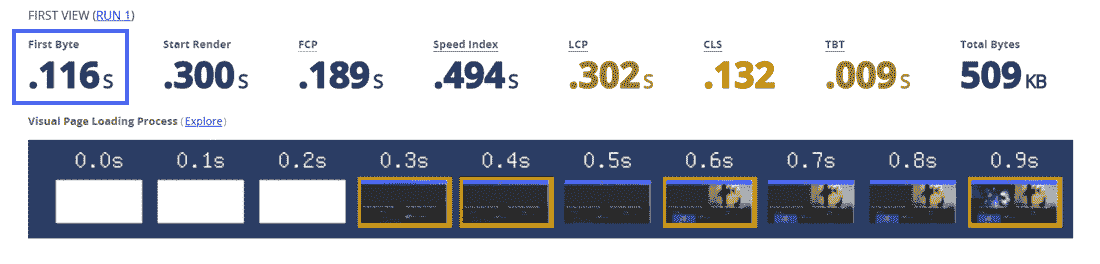 FIRST VIEW (RUN 1)
First Byte Start Render FCP Speed Index LCP CLS TBT Total Bytes
.116s .300s .189s .494s .302s .132 .009s 509KB
Visual Page Loading Process (Explore)
0.0s 0.1s 0.2s 0.3s 0.4s 0.5s 0.6s 0.7s 0.8s 0.9s